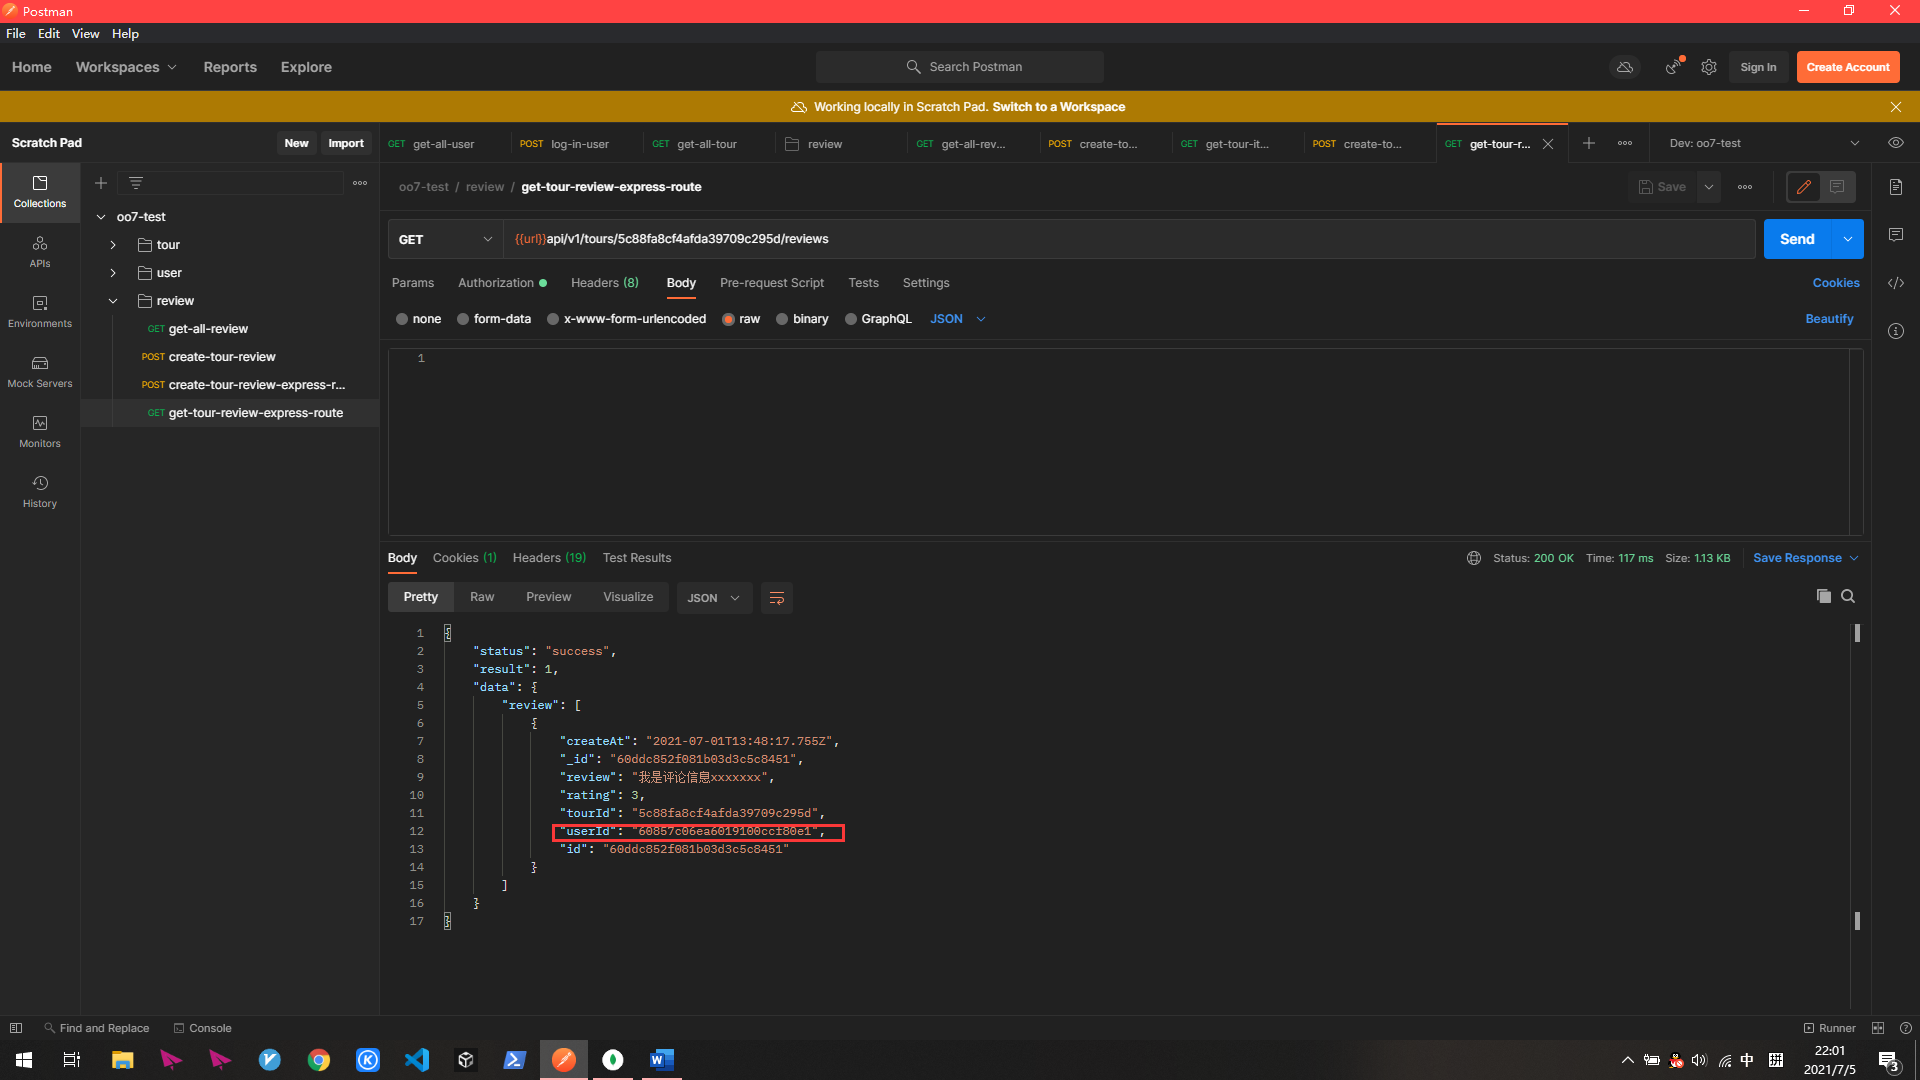 Postman
File Edit View Help
Home Workspaces Reports Explore Search Postman Sign In Create Account
Working locally in Scratch Pad. Switch to a Workspace
Scratch Pad New Import
GET get-all-user POST log-in-user GET get-all-tour review GET get-all-rev... POST create-to... GET get-tour-it... POST create-to... GET get-tour-r... Dev: oo7-test
oo7-test / review / get-tour-review-express-route Save
Collections
APIs
Environments
Mock Servers
Monitors
History
oo7-test
tour
user
review
GET get-all-review
POST create-tour-review
POST create-tour-review-express-r...
GET get-tour-review-express-route
GET {{url}}api/v1/tours/5c88fa8cf4afda39709c295d/reviews Send
Params Authorization Headers (8) Body Pre-request Script Tests Settings Cookies
none form-data x-www-form-urlencoded raw binary GraphQL JSON Beautify
1
Body Cookies (1) Headers (19) Test Results Status: 200 OK Time: 117 ms Size: 1.13 KB Save Response
Pretty Raw Preview Visualize JSON
1 {
2 "status": "success",
3 "result": 1,
4 "data": {
5 "review": [
6 {
7 "createAt": "2021-07-01T13:48:17.755Z",
8 "_id": "60ddc852f081b03d3c5c8451",
9 "review": "我是评论信息xxxxxxx",
10 "rating": 3,
11 "tourId": "5c88fa8cf4afda39709c295d",
12 "userId": "60857c06ea6019100ccf80e1",
13 "id": "60ddc852f081b03d3c5c8451"
14 }
15 ]
16 }
17 }
Find and Replace Console Runner
中 拼 22:01
2021/7/5 3